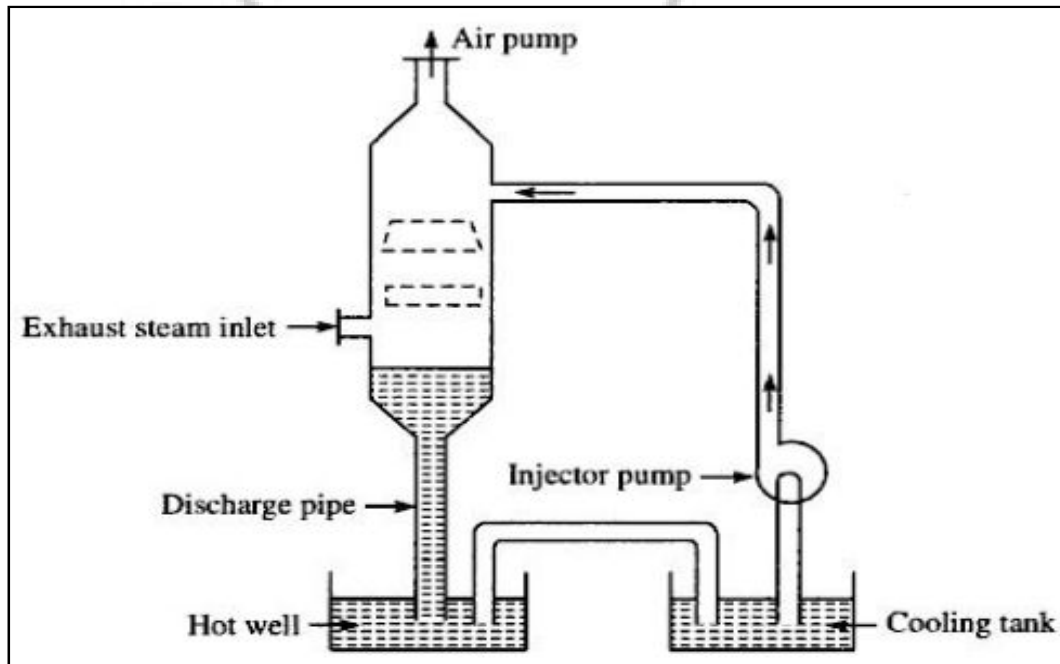 Air pump
Exhaust steam inlet
Injector pump
Discharge pipe
Hot well
Cooling tank